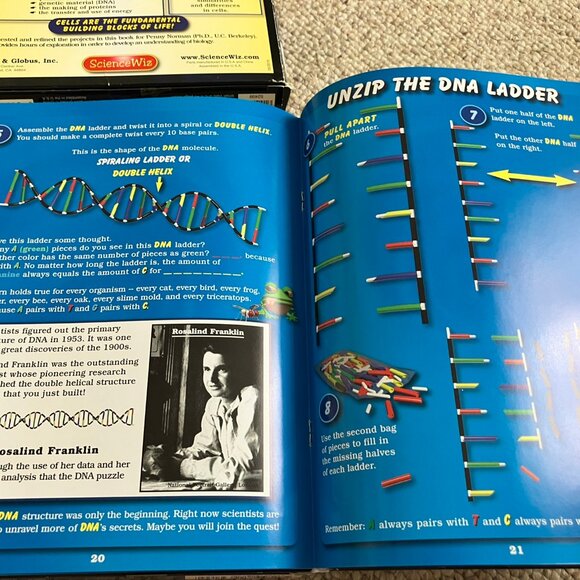 genetic material (DNA)
the making of proteins
the transfer and use of energy
and differences
in cells.
CELLS ARE THE FUNDAMENTAL
BUILDING BLOCKS OF LIFE!
tested and refined the projects in this book for Penny Norman (Ph.D., U.C. Berkeley).
provides hours of exploration in order to develop an understanding of biology.
& Globus, Inc.
ScienceWiz
www.ScienceWiz.com
5
Assemble the DNA ladder and twist it into a spiral or DOUBLE HELIX.
You should make a complete twist every 10 base pairs.
This is the shape of the DNA molecule.
SPIRALING LADDER OR
DOUBLE HELIX
this ladder some thought.
A (green) pieces do you see in this DNA ladder?
other color has the same number of pieces as green? because
with A. No matter how long the ladder is, the amount of
always equals the amount of C for
holds true for every organism -- every cat, every bird, every frog,
every bee, every oak, every slime mold, and every triceratops.
A pairs with T and G pairs with C.
figured out the primary
of DNA in 1953. It was one
great discoveries of the 1900s.
Franklin was the outstanding
whose pioneering research
the double helical structure
that you just built!
Rosalind Franklin
National Portrait Gallery,
Rosalind Franklin
the use of her data and her
analysis that the DNA puzzle
DNA structure was only the beginning. Right now scientists are
to unravel more of DNA's secrets. Maybe you will join the quest!
20
UNZIP THE DNA LADDER
6
PULL APART
the DNA ladder.
7
Put one half of the DNA
ladder on the left.
Put the other DNA
on the right.
8
Use the second bag
of pieces to fill in
the missing halves
of each ladder.
Remember: A always pairs with T and C always pairs
21